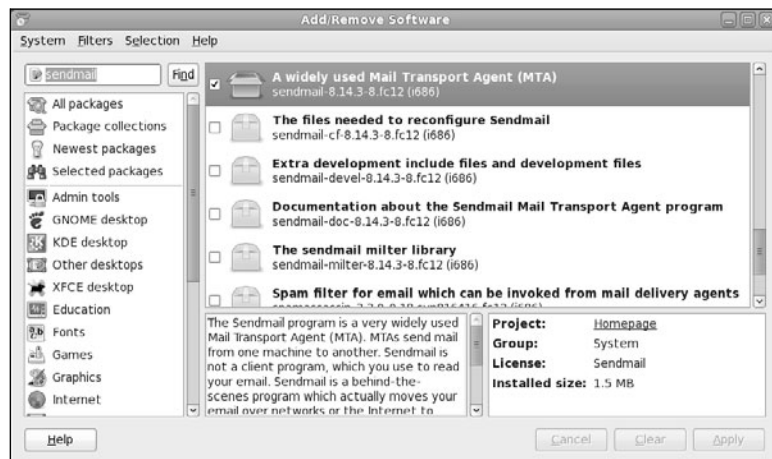 Add/Remove Software
System Filters Selection Help
sendmail
Find
All packages
Package collections
Newest packages
Selected packages
Admin tools
GNOME desktop
KDE desktop
Other desktops
XFCE desktop
Education
Fonts
Games
Graphics
Internet
A widely used Mail Transport Agent (MTA)
sendmail-8.14.3-8.fc12 (i686)
The files needed to reconfigure Sendmail
sendmail-cf-8.14.3-8.fc12 (i686)
Extra development include files and development files
sendmail-devel-8.14.3-8.fc12 (i686)
Documentation about the Sendmail Mail Transport Agent program
sendmail-doc-8.14.3-8.fc12 (i686)
The sendmail milter library
sendmail-milter-8.14.3-8.fc12 (i686)
Spam filter for email which can be invoked from mail delivery agents
The Sendmail program is a very widely used
Mail Transport Agent (MTA). MTAs send mail
from one machine to another. Sendmail is
not a client program, which you use to read
your email. Sendmail is a behind-the-
scenes program which actually moves your
email over networks or the Internet to
Project: Homepage
Group: System
License: Sendmail
Installed size: 1.5 MB
Help
Cancel
Clear
Apply